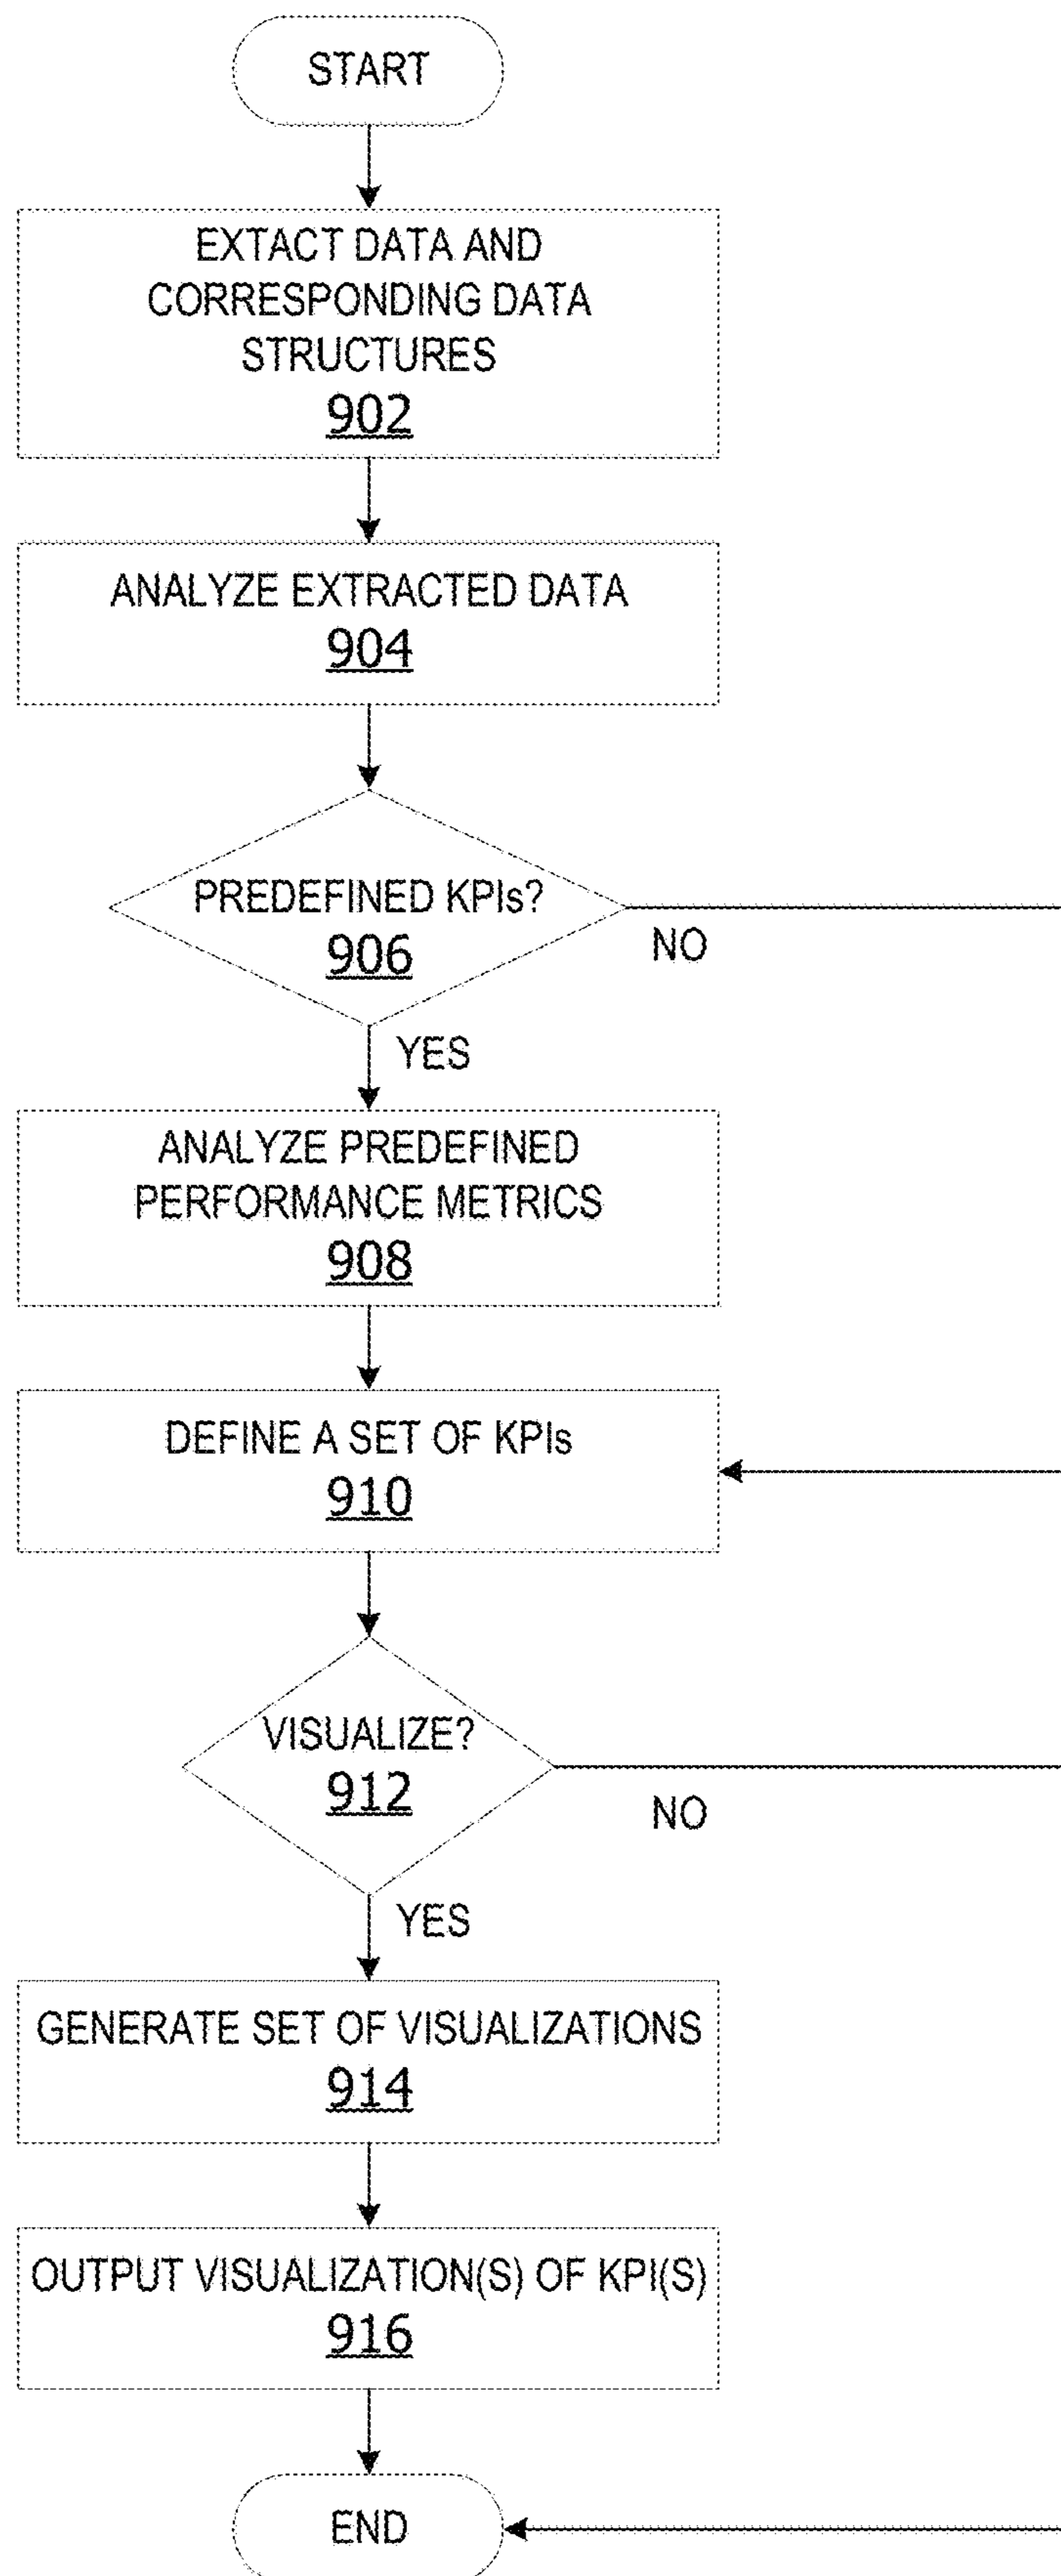 START
EXTACT DATA AND
CORRESPONDING DATA
STRUCTURES
902
ANALYZE EXTRACTED DATA
904
PREDEFINED KPIs?
906
NO
YES
ANALYZE PREDEFINED
PERFORMANCE METRICS
908
DEFINE A SET OF KPIs
910
VISUALIZE?
912
NO
YES
GENERATE SET OF VISUALIZATIONS
914
OUTPUT VISUALIZATION(S) OF KPI(S)
916
END